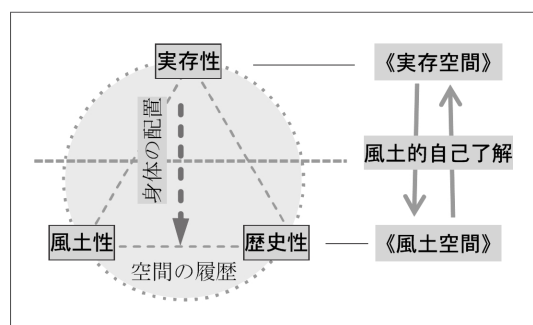 実存性
《実存空間》
身体の配置
風土的自己了解
風土性
歴史性
《風土空間》
空間の履歴